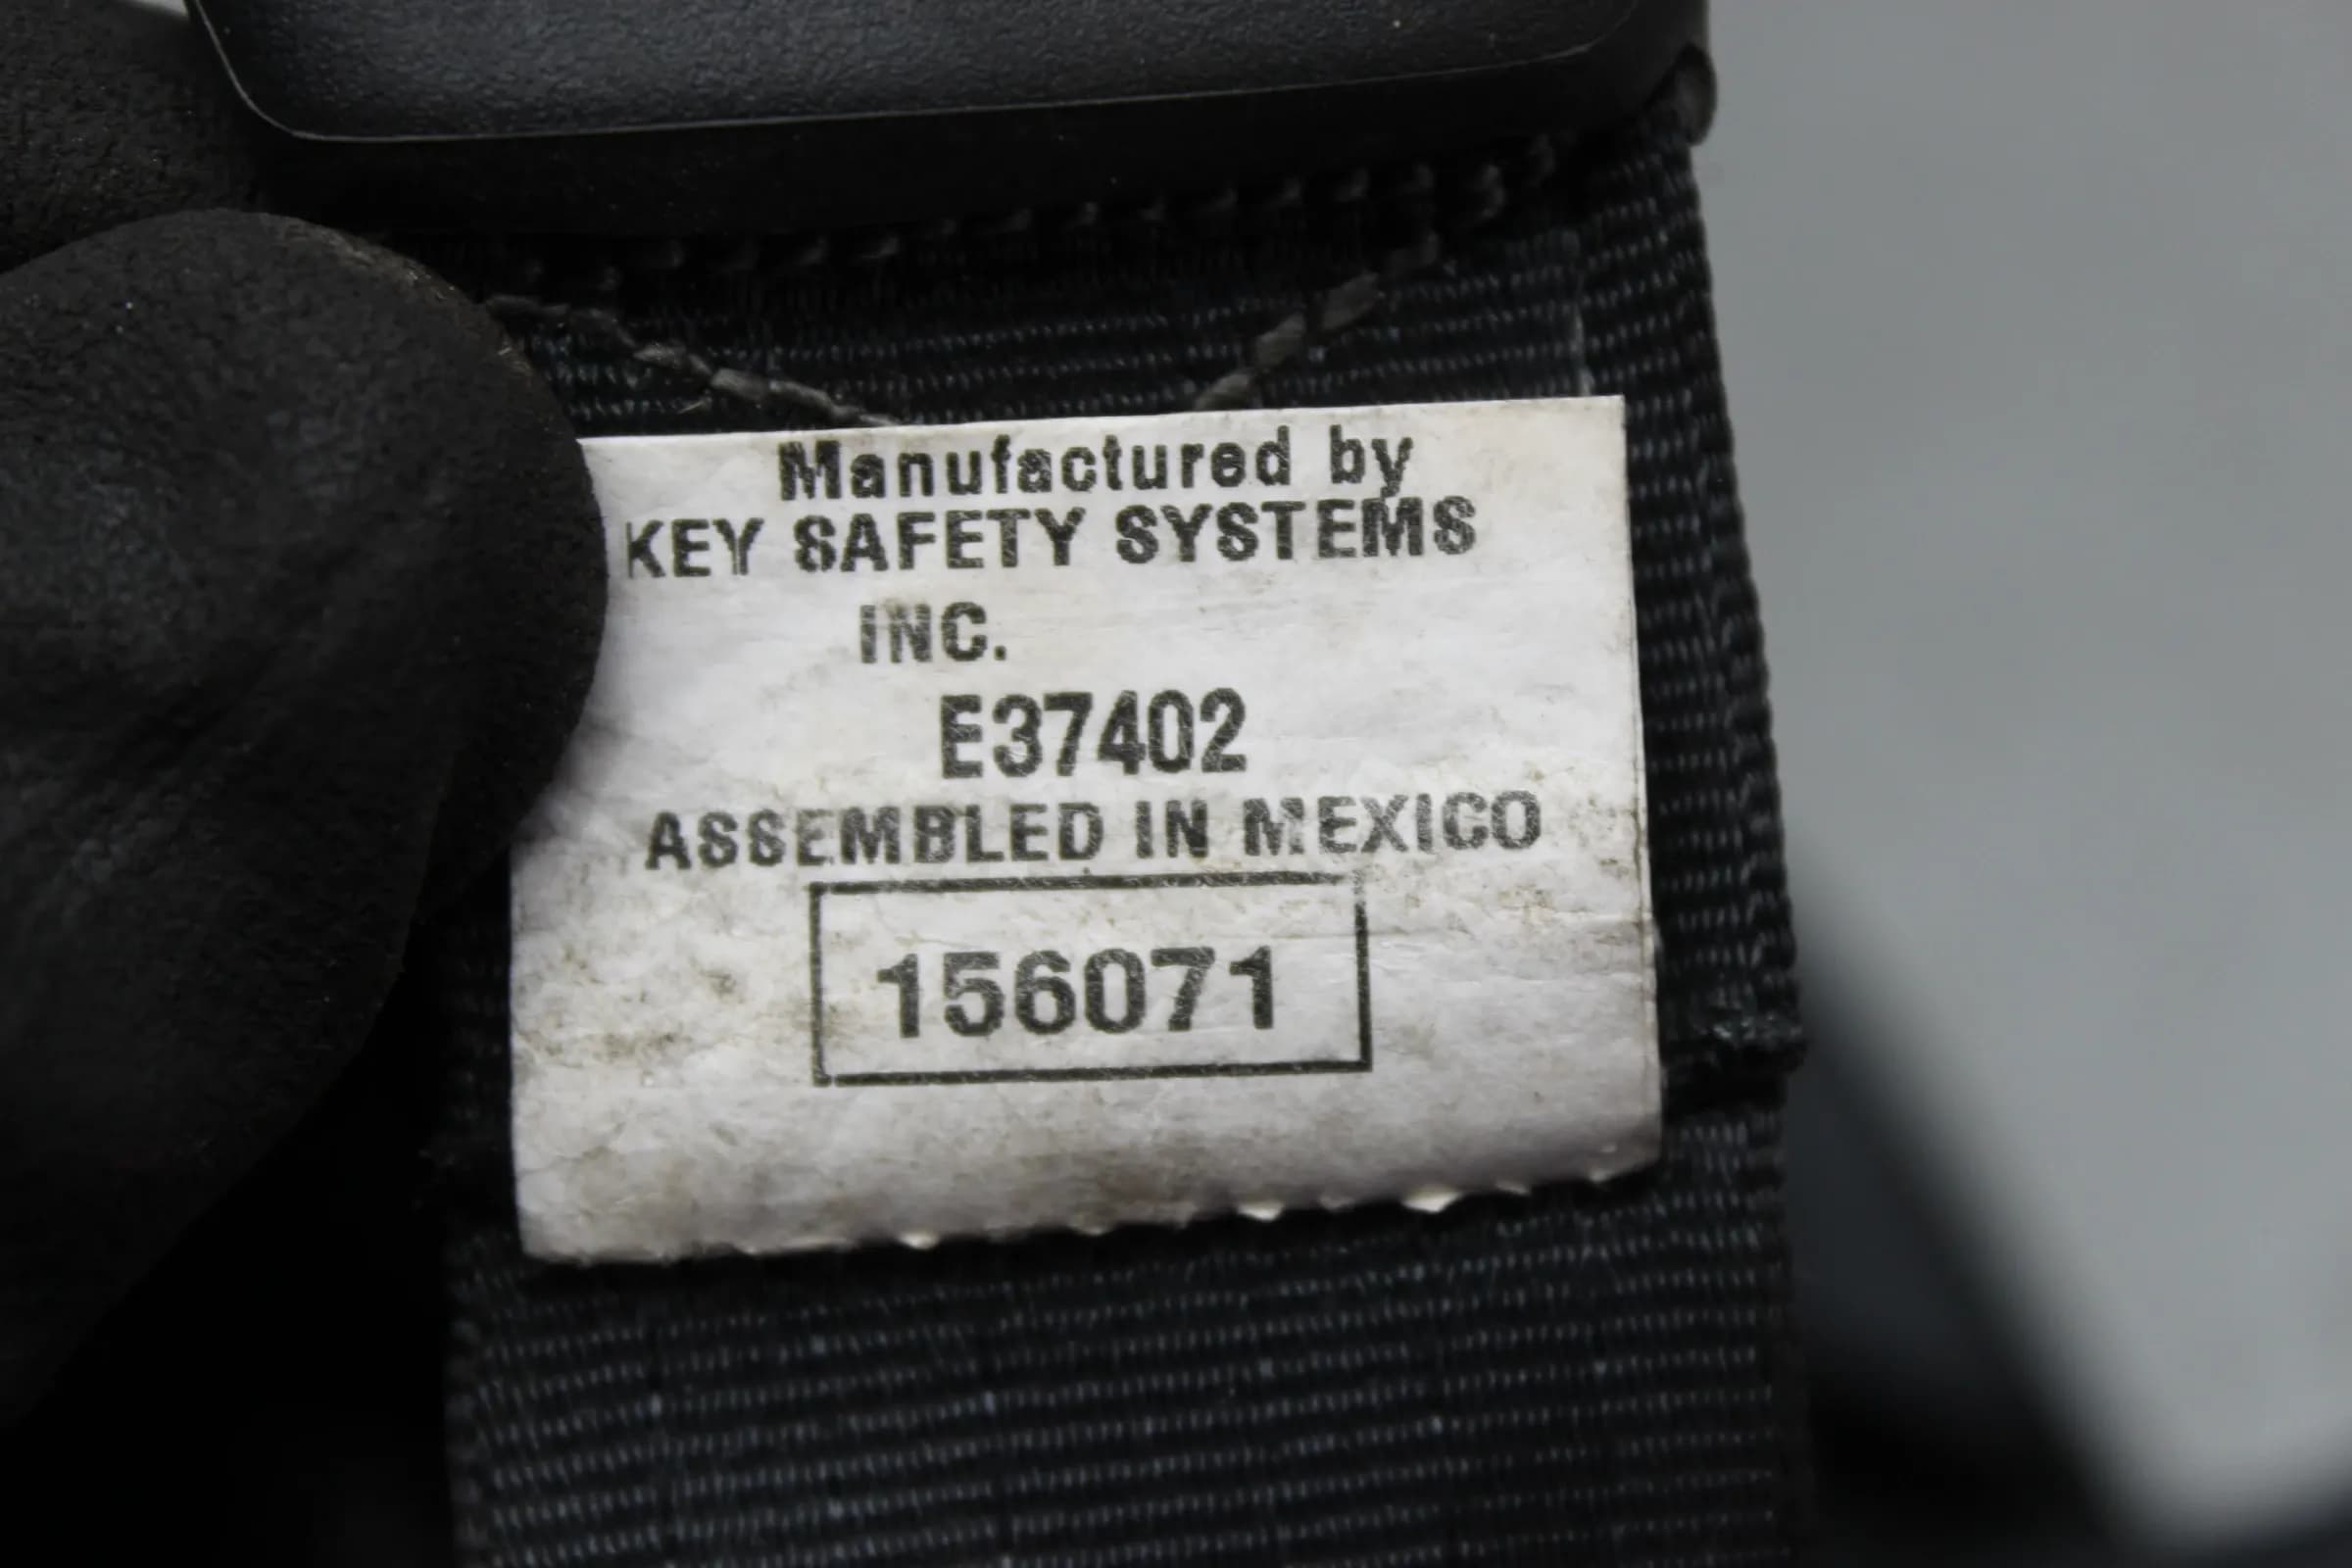 Manufactured by
KEY SAFETY SYSTEMS
INC.
E37402
ASSEMBLED IN MEXICO
156071